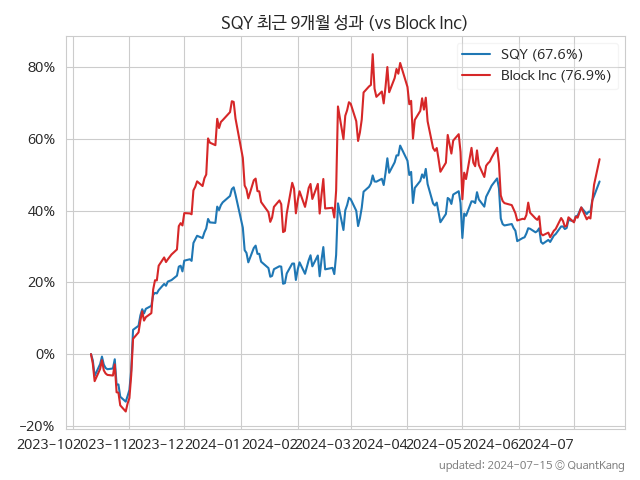 SQY 최근 9개월 성과 (vs Block Inc)
SQY (67.6%)
Block Inc (76.9%)
80%
60%
40%
20%
0%
−20%
2023-10 2023-11 2023-12 2024-01 2024-02 2024-03 2024-04 2024-05 2024-06 2024-07
updated: 2024-07-15 © QuantKang